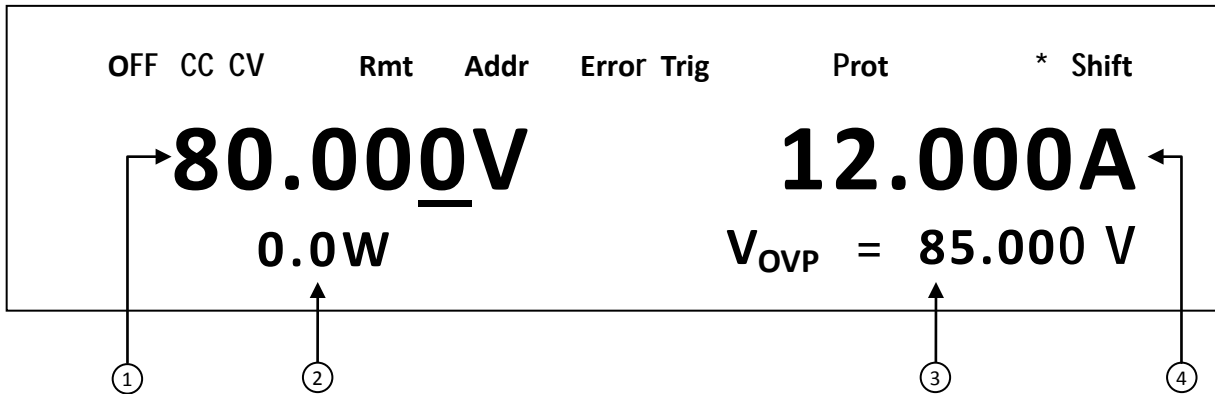 OFF CC CV Rmt Addr Error Trig Prot * Shift
80.000V 12.000A
0.0W VOVP = 85.000 V
1 2 3 4